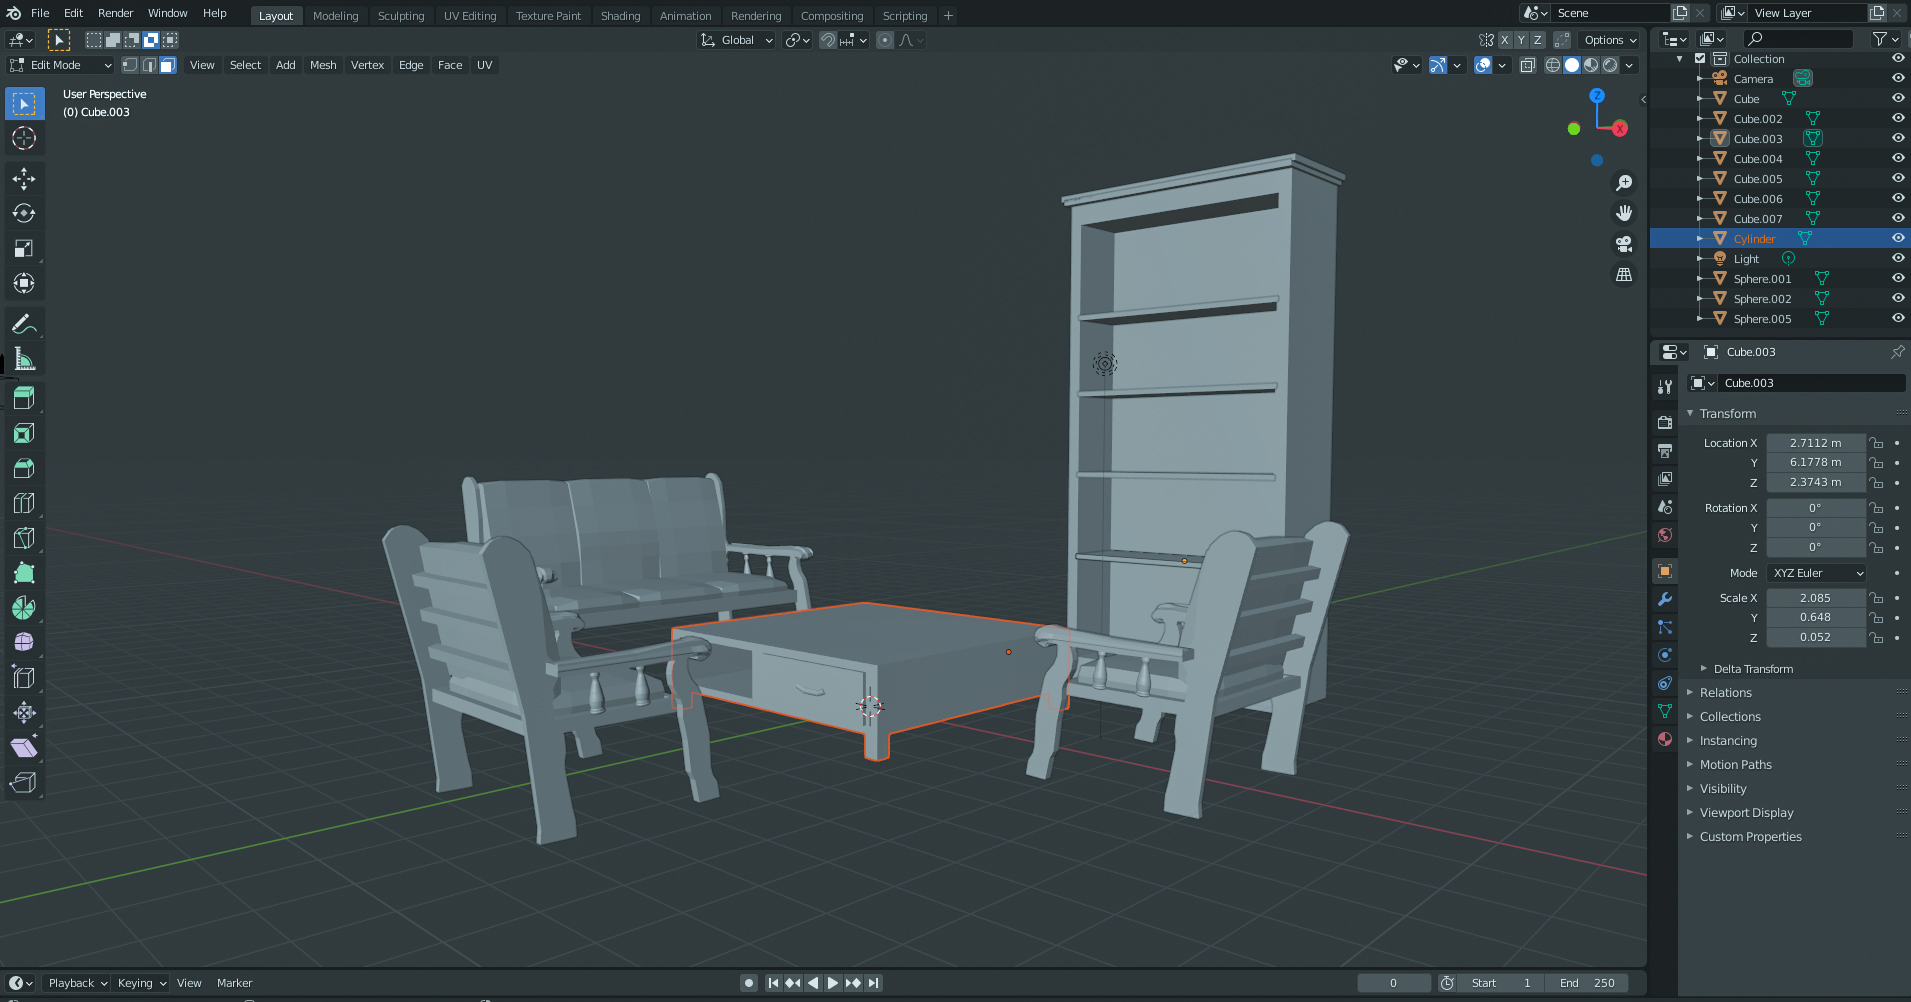 File Edit Render Window Help Layout Modeling Sculpting UV Editing Texture Paint Shading Animation Rendering Compositing Scripting + Scene View Layer
Global Options
X Y Z
Edit Mode View Select Add Mesh Vertex Edge Face UV
User Perspective
(0) Cube.003
Z
X
Collection
Camera
Cube
Cube.002
Cube.003
Cube.004
Cube.005
Cube.006
Cube.007
Cylinder
Light
Sphere.001
Sphere.002
Sphere.005
Cube.003
Cube.003
Transform
Location X 2.7112 m
Y 6.1778 m
Z 2.3743 m
Rotation X 0°
Y 0°
Z 0°
Mode XYZ Euler
Scale X 2.085
Y 0.648
Z 0.052
Delta Transform
Relations
Collections
Instancing
Motion Paths
Visibility
Viewport Display
Custom Properties
Playback Keying View Marker 0 Start 1 End 250